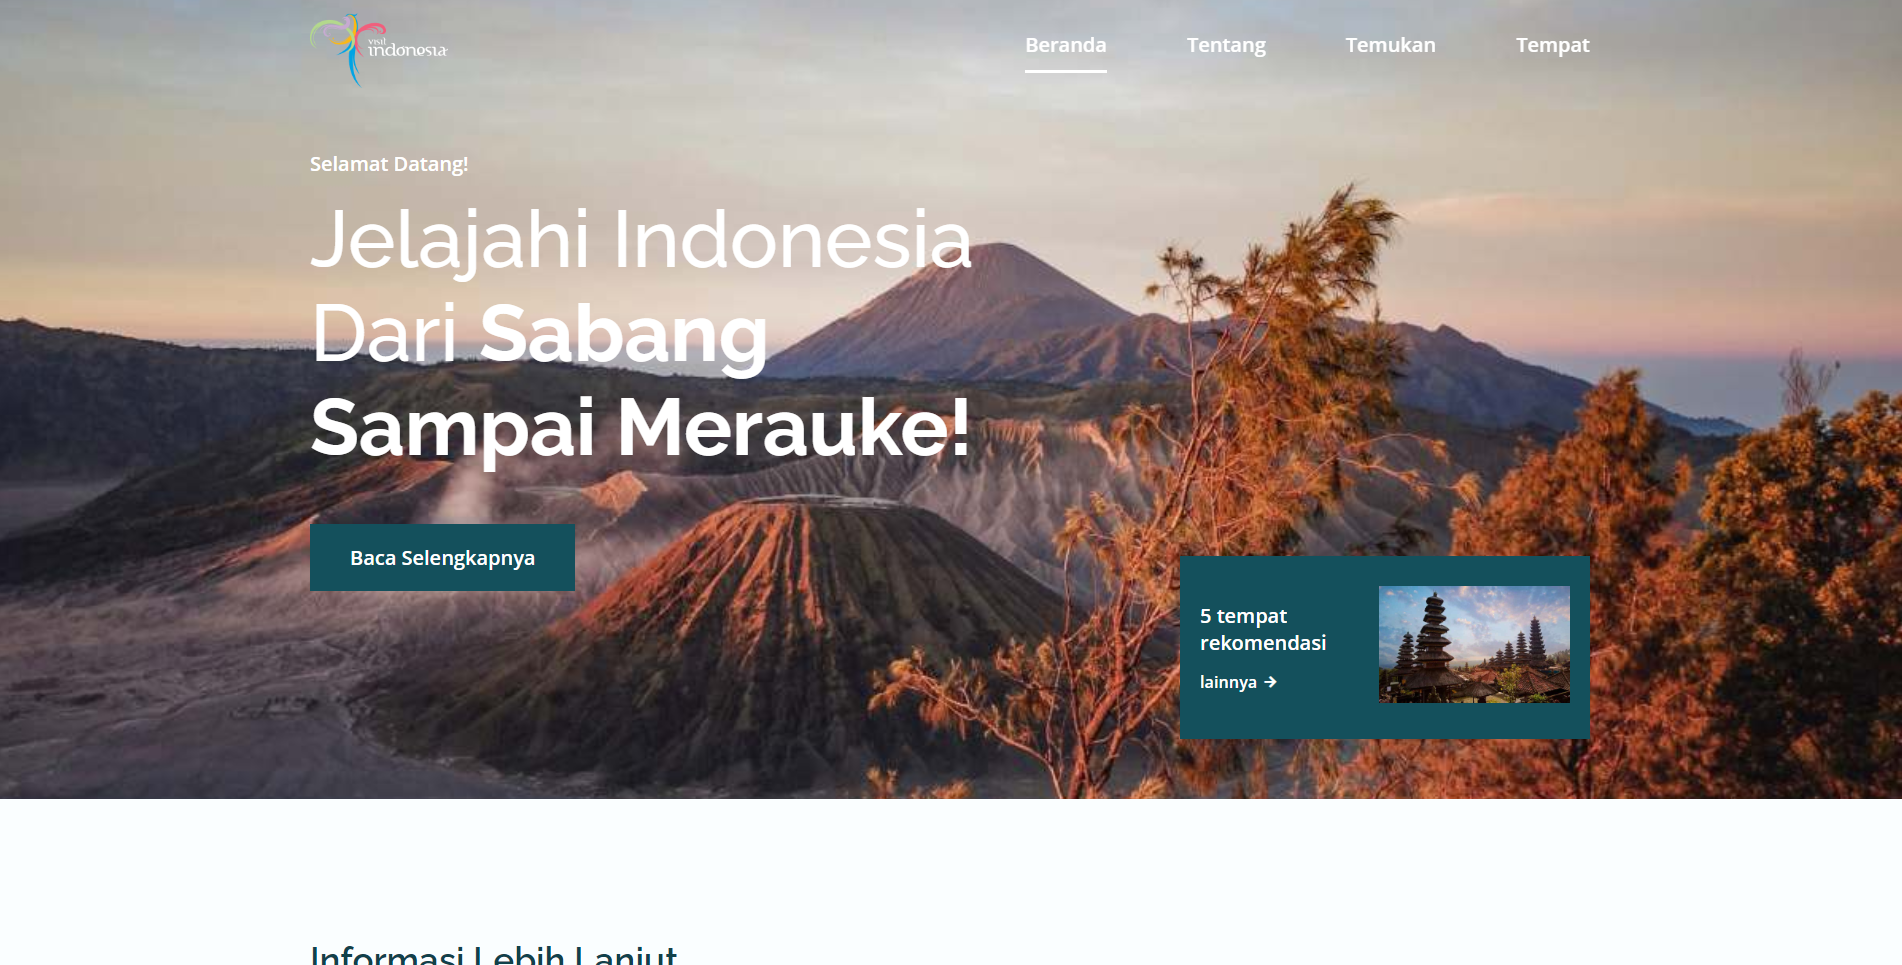 visit
indonesia
Beranda
Tentang
Temukan
Tempat
Selamat Datang!
Jelajahi Indonesia
Dari Sabang
Sampai Merauke!
Baca Selengkapnya
5 tempat
rekomendasi
lainnya →
Informasi Lebih Lanjut